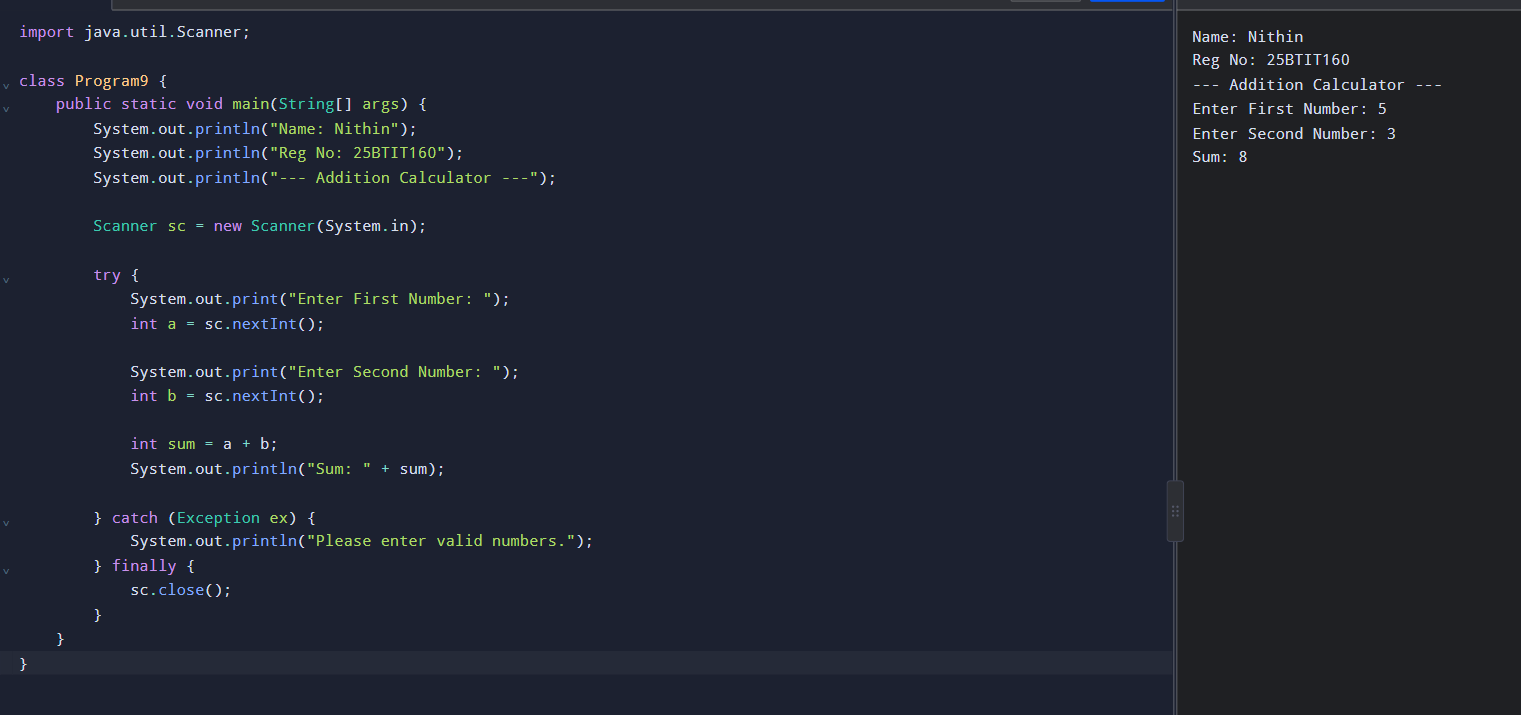 import java.util.Scanner;
class Program9 {
    public static void main(String[] args) {
        System.out.println("Name: Nithin");
        System.out.println("Reg No: 25BTIT160");
        System.out.println("--- Addition Calculator ---");
        Scanner sc = new Scanner(System.in);
        try {
            System.out.print("Enter First Number: ");
            int a = sc.nextInt();
            System.out.print("Enter Second Number: ");
            int b = sc.nextInt();
            int sum = a + b;
            System.out.println("Sum: " + sum);
        } catch (Exception ex) {
            System.out.println("Please enter valid numbers.");
        } finally {
            sc.close();
        }
    }
}
Name: Nithin
Reg No: 25BTIT160
--- Addition Calculator ---
Enter First Number: 5
Enter Second Number: 3
Sum: 8